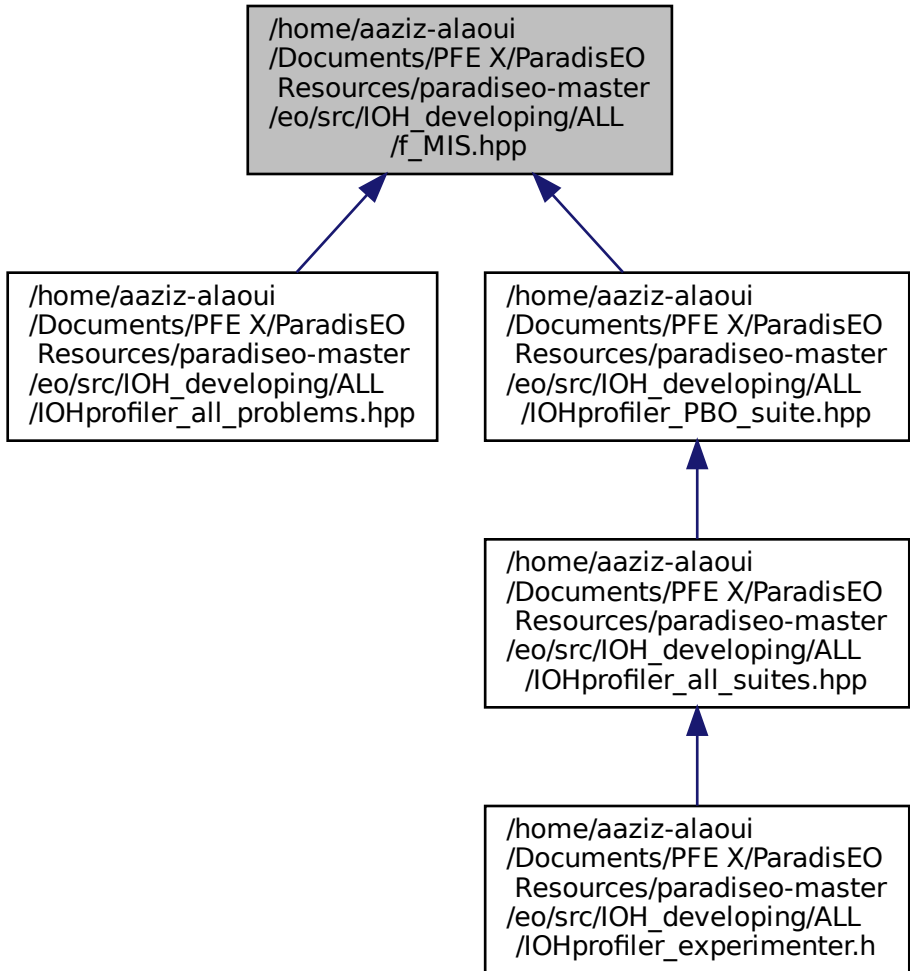 /home/aaziz-alaoui
/Documents/PFE X/ParadisEO
Resources/paradiseo-master
/eo/src/IOH_developing/ALL
/f_MIS.hpp
/home/aaziz-alaoui
/Documents/PFE X/ParadisEO
Resources/paradiseo-master
/eo/src/IOH_developing/ALL
/IOHprofiler_all_problems.hpp
/home/aaziz-alaoui
/Documents/PFE X/ParadisEO
Resources/paradiseo-master
/eo/src/IOH_developing/ALL
/IOHprofiler_PBO_suite.hpp
/home/aaziz-alaoui
/Documents/PFE X/ParadisEO
Resources/paradiseo-master
/eo/src/IOH_developing/ALL
/IOHprofiler_all_suites.hpp
/home/aaziz-alaoui
/Documents/PFE X/ParadisEO
Resources/paradiseo-master
/eo/src/IOH_developing/ALL
/IOHprofiler_experimenter.h